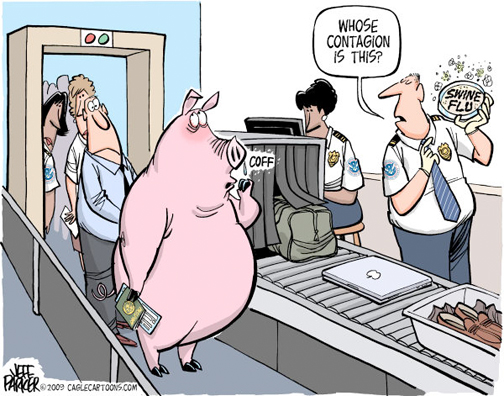 WHOSE
CONTAGION
IS THIS?
SWINE
FLU
COFF
JEFF
PARKER ©2009 CAGLECARTOONS.COM